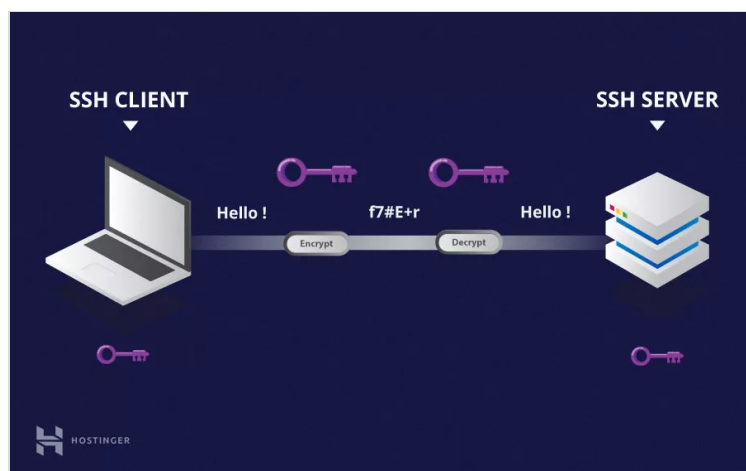 SSH CLIENT
SSH SERVER
Hello !
f7#E+r
Hello !
Encrypt
Decrypt
HOSTINGER